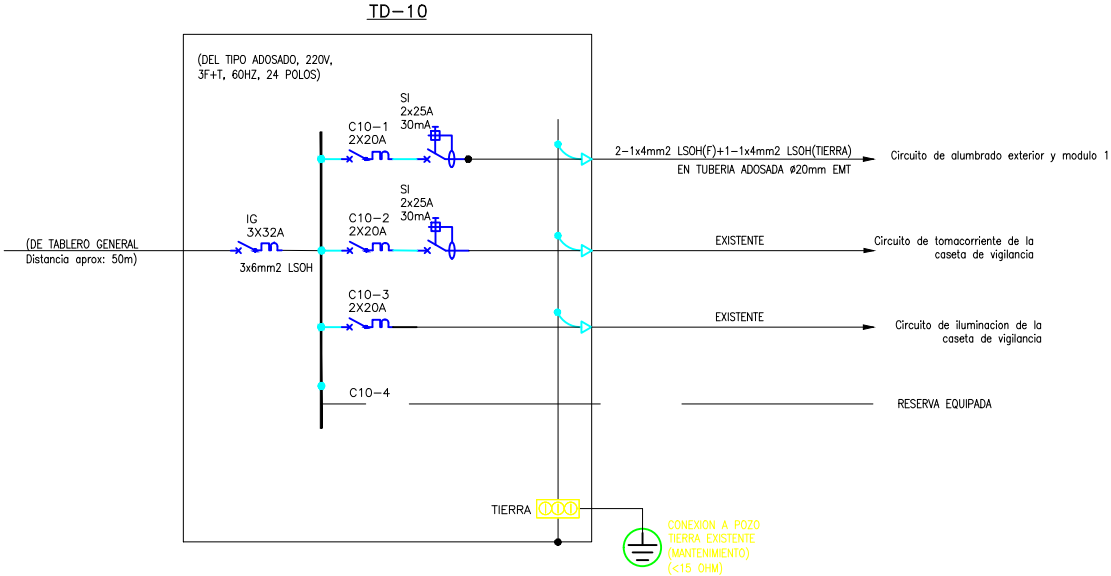 TD-10
(DEL TIPO ADOSADO, 220V,
3F+T, 60HZ, 24 POLOS)
SI
2x25A
30mA
C10-1
2X20A
2-1x4mm2 LSOH(F)+1-1x4mm2 LSOH(TIERRA)
EN TUBERIA ADOSADA ø20mm EMT
Circuito de alumbrado exterior y modulo 1
SI
2x25A
30mA
C10-2
2X20A
IG
3X32A
(DE TABLERO GENERAL
Distancia aprox: 50m)
3x6mm2 LSOH
EXISTENTE
Circuito de tomacorriente de la
caseta de vigilancia
C10-3
2X20A
EXISTENTE
Circuito de iluminacion de la
caseta de vigilancia
C10-4
RESERVA EQUIPADA
TIERRA
CONEXION A POZO
TIERRA EXISTENTE
(MANTENIMIENTO)
(<15 OHM)